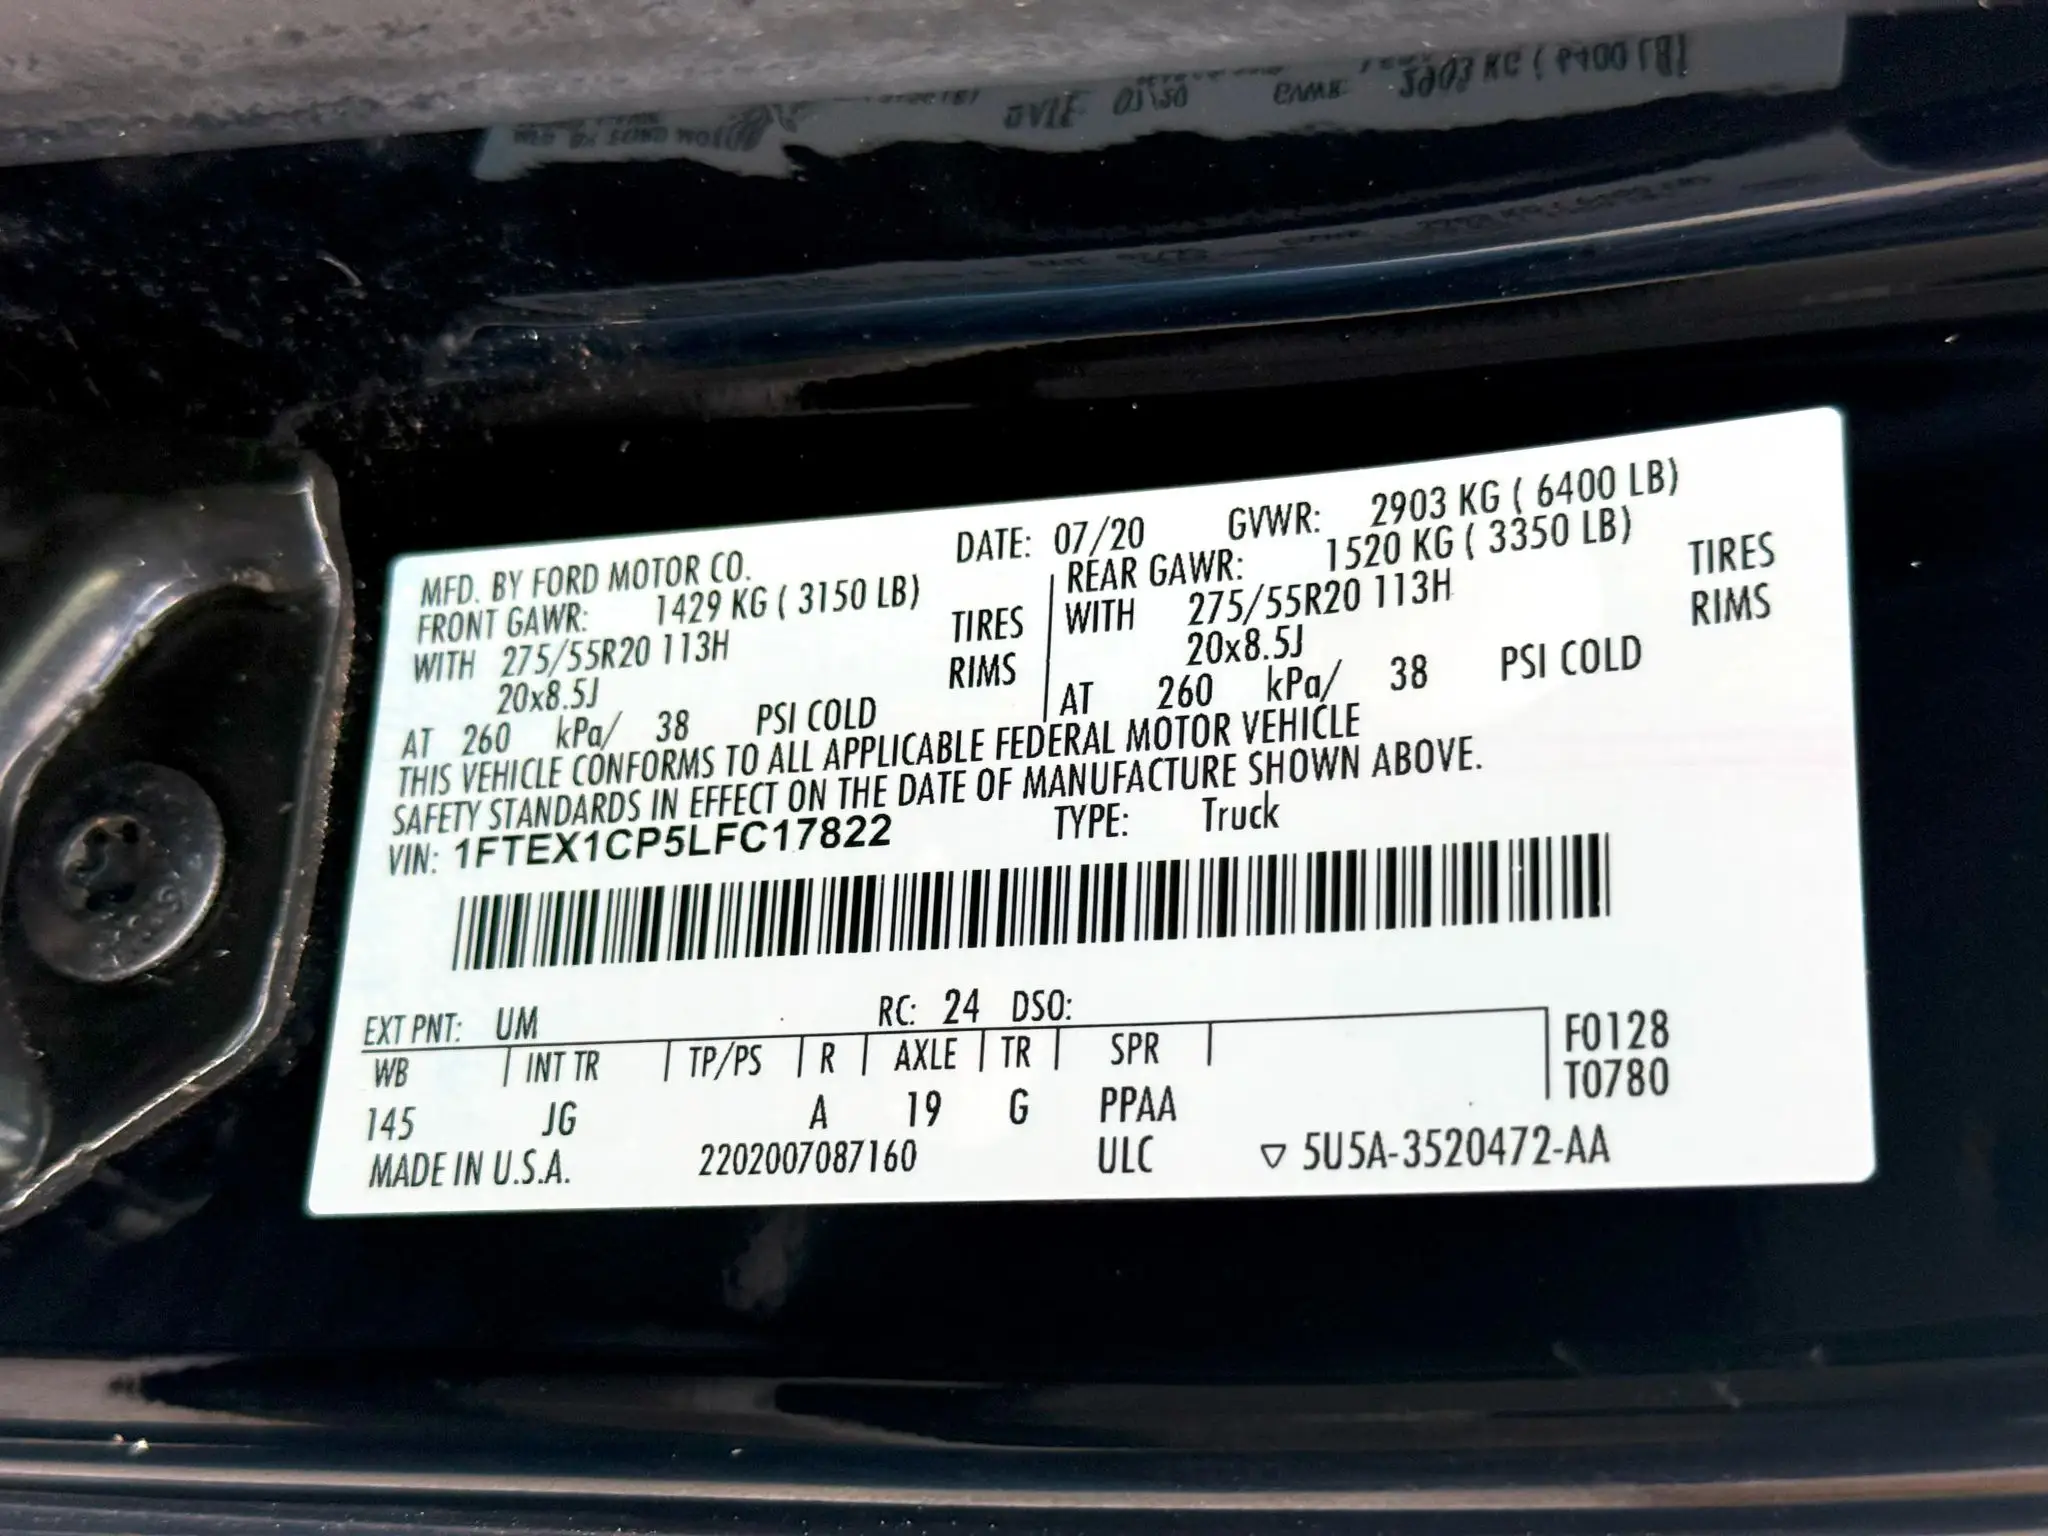 MFD. BY FORD MOTOR CO. DATE: 07/20 GVWR: 2903 KG ( 6400 LB)
FRONT GAWR: 1429 KG ( 3150 LB) REAR GAWR: 1520 KG ( 3350 LB)
WITH 275/55R20 113H TIRES WITH 275/55R20 113H TIRES
20x8.5J RIMS 20x8.5J RIMS
AT 260 kPa/ 38 PSI COLD AT 260 kPa/ 38 PSI COLD
THIS VEHICLE CONFORMS TO ALL APPLICABLE FEDERAL MOTOR VEHICLE
SAFETY STANDARDS IN EFFECT ON THE DATE OF MANUFACTURE SHOWN ABOVE.
VIN: 1FTEX1CP5LFC17822 TYPE: Truck
EXT PNT: UM RC: 24 DSO:
WB INT TR TP/PS R AXLE TR SPR F0128
T0780
145 JG A 19 G PPAA
MADE IN U.S.A. 2202007087160 ULC ▽ 5U5A-3520472-AA